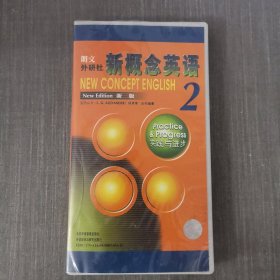 朗文
外研社
新概念英语
NEW CONCEPT ENGLISH
New Edition 新 版
2
Practice
& Progress
实践与进步